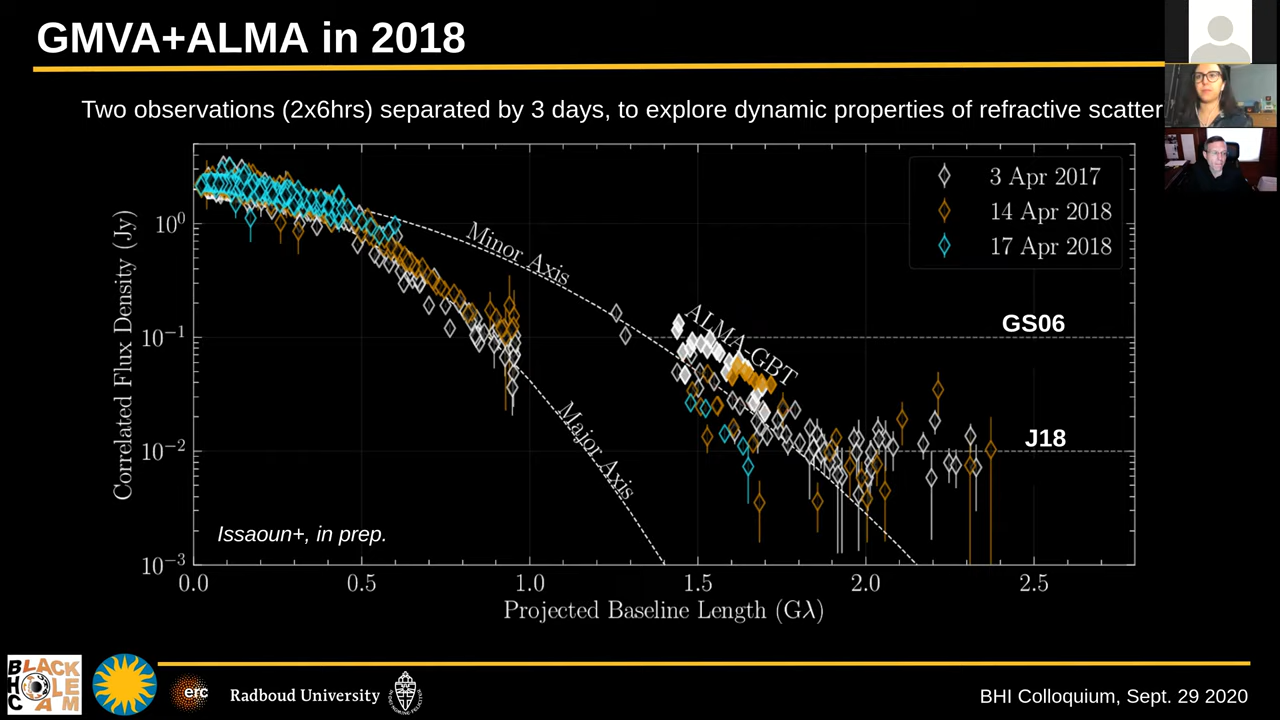 GMVA+ALMA in 2018
Two observations (2x6hrs) separated by 3 days, to explore dynamic properties of refractive scatter
3 Apr 2017
14 Apr 2018
17 Apr 2018
Minor Axis
ALMA-GBT
GS06
Major Axis
J18
Issaoun+, in prep.
Correlated Flux Density (Jy)
10⁰
10⁻¹
10⁻²
10⁻³
0.0 0.5 1.0 1.5 2.0 2.5
Projected Baseline Length (Gλ)
BLACK
HOLE
CAM
erc
Radboud University
BHI Colloquium, Sept. 29 2020